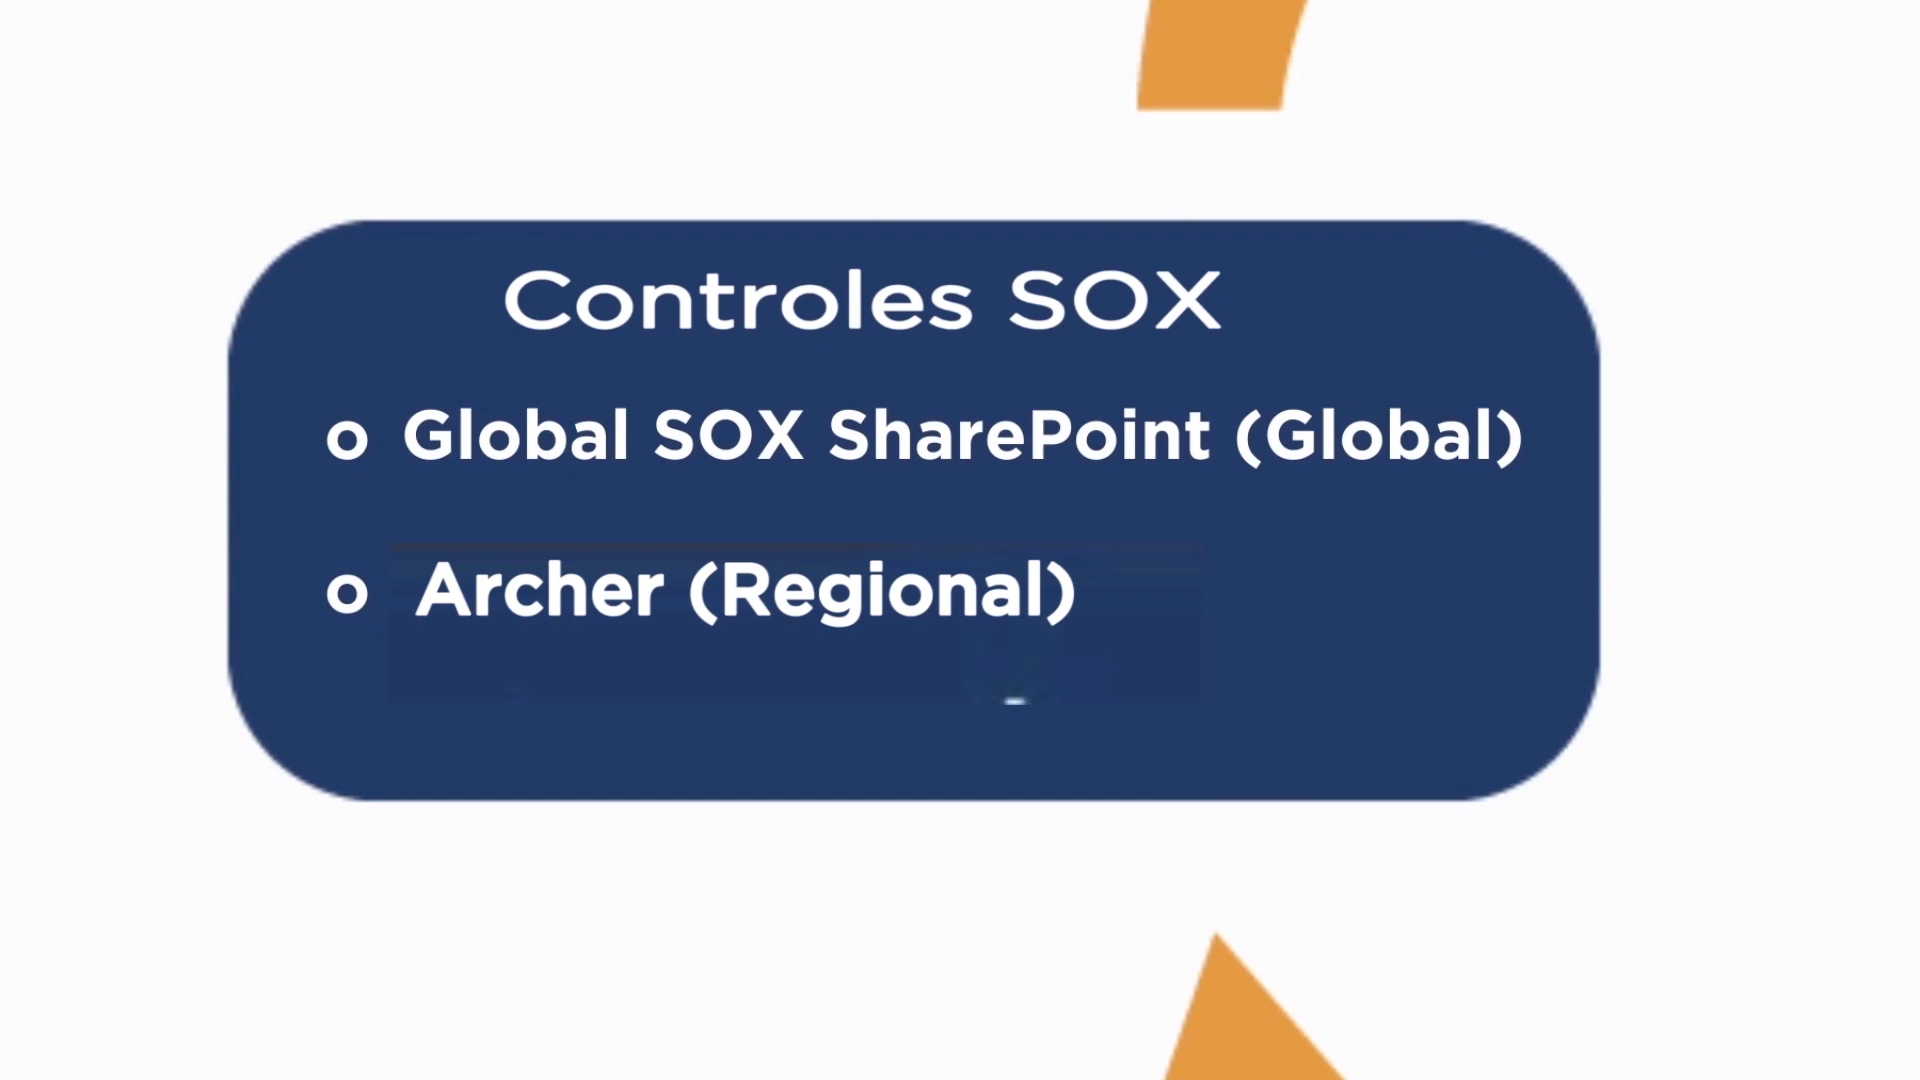 Controles SOX
o Global SOX SharePoint (Global)
o Archer (Regional)